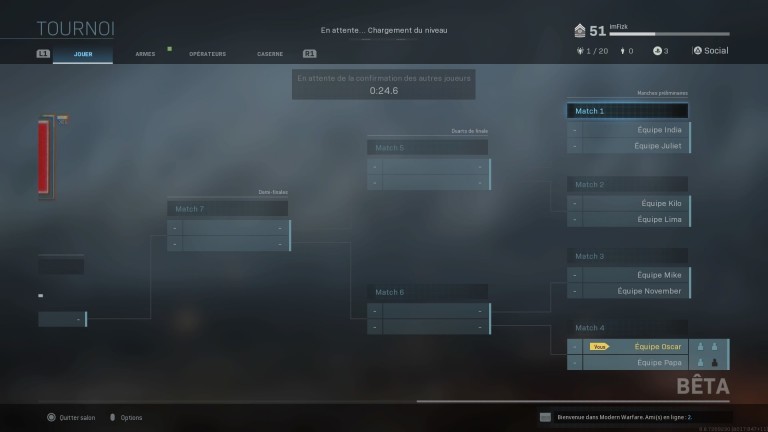 TOURNOI
En attente... Chargement du niveau
51
imFizk
1 / 20
0
3
Social
L1
JOUER
ARMES
OPÉRATEURS
CASERNE
R1
En attente de la confirmation des autres joueurs
0:24.6
Manches préliminaires
Match 1
- Équipe India
- Équipe Juliet
Quarts de finale
Match 5
- -
- -
Match 2
- Équipe Kilo
- Équipe Lima
Demi-finales
Match 7
- -
- -
Match 3
- Équipe Mike
- Équipe November
Match 6
- -
- -
-
Match 4
- Vous Équipe Oscar
- Équipe Papa
BÊTA
Quitter salon
Options
Bienvenue dans Modern Warfare. Ami(s) en ligne : 2.